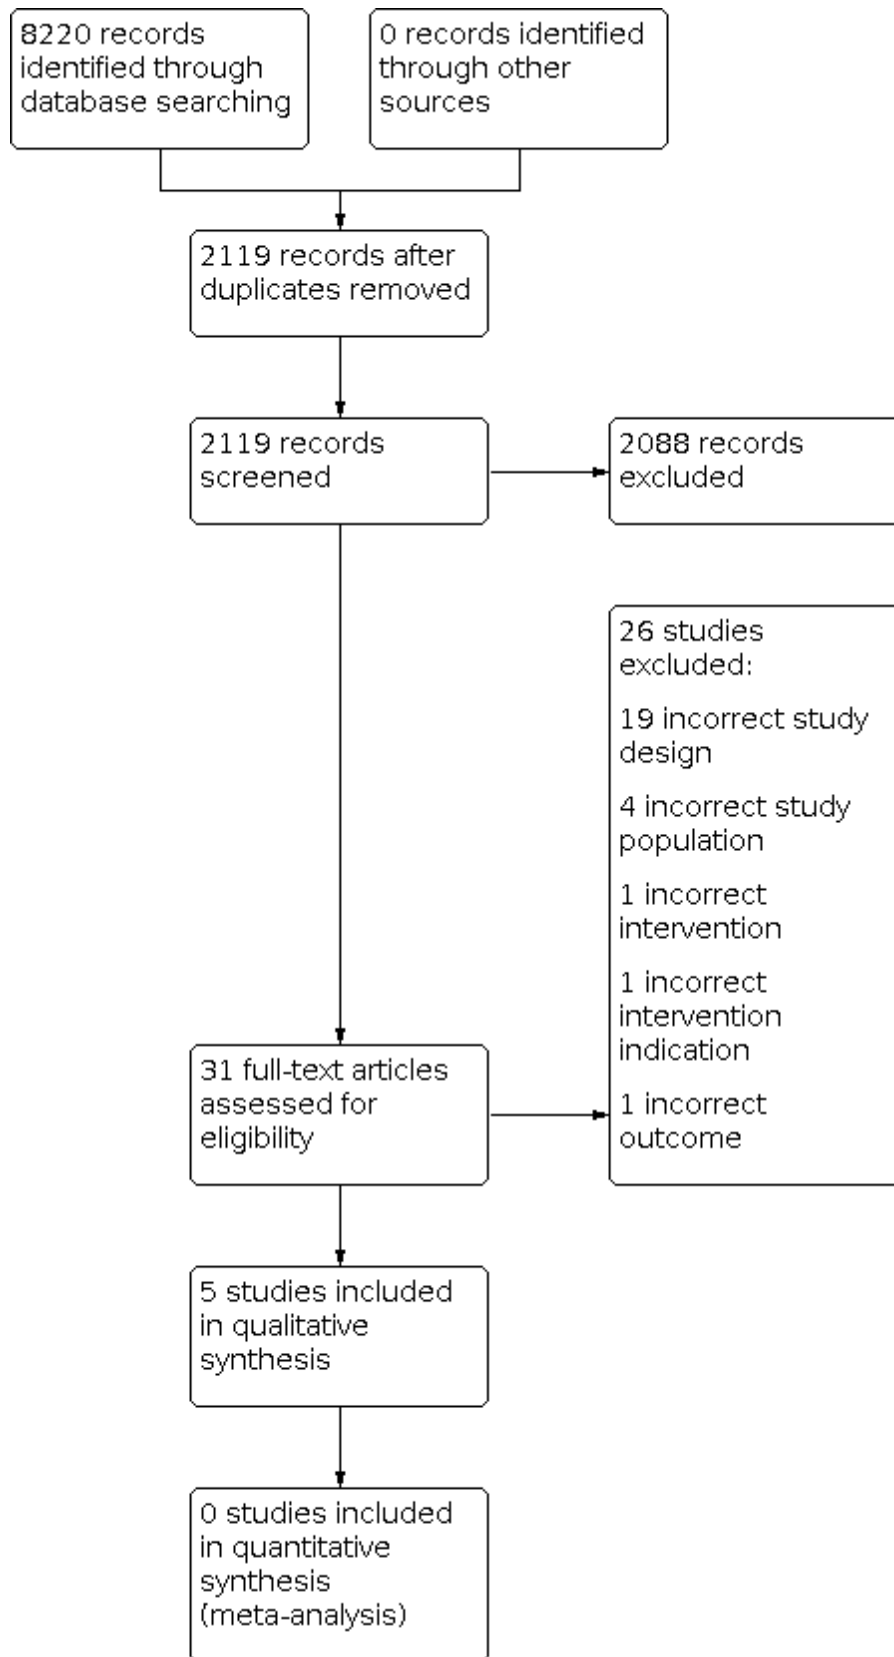 8220 records
identified through
database searching
0 records identified
through other
sources
2119 records after
duplicates removed
2119 records
screened
2088 records
excluded
26 studies
excluded:
19 incorrect study
design
4 incorrect study
population
1 incorrect
intervention
1 incorrect
intervention
indication
1 incorrect
outcome
31 full-text articles
assessed for
eligibility
5 studies included
in qualitative
synthesis
0 studies included
in quantitative
synthesis
(meta-analysis)